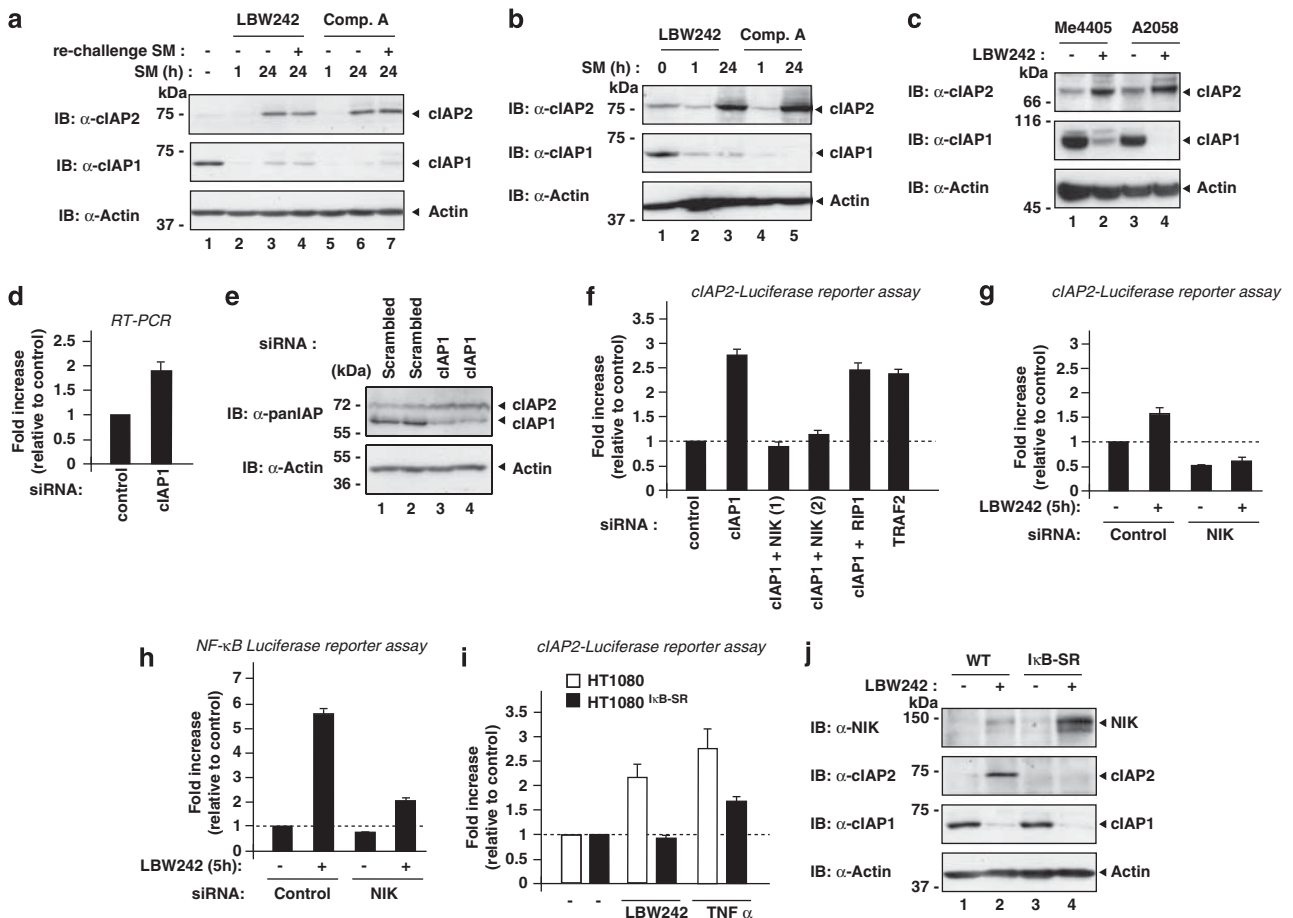 a
LBW242 Comp. A
re-challenge SM : - - - + - - +
SM (h) : - 1 24 24 1 24 24
kDa
IB: α-cIAP2 75 - cIAP2
75 -
IB: α-cIAP1 cIAP1
IB: α-Actin Actin
37 -
1 2 3 4 5 6 7
b
LBW242 Comp. A
SM (h) : 0 1 24 1 24
kDa
IB: α-cIAP2 75 - cIAP2
75 -
IB: α-cIAP1 cIAP1
IB: α-Actin Actin
37 -
1 2 3 4 5
c
Me4405 A2058
LBW242 : - + - +
kDa
IB: α-cIAP2 cIAP2
66 -
116 -
IB: α-cIAP1 cIAP1
IB: α-Actin Actin
45 -
1 2 3 4
d
RT-PCR
Fold increase
(relative to control)
2.5
2
1.5
1
0.5
0
siRNA: control cIAP1
e
siRNA : Scrambled Scrambled cIAP1 cIAP1
(kDa)
72 - cIAP2
IB: α-panIAP cIAP1
55 -
55 -
IB: α-Actin Actin
36 -
1 2 3 4
f
cIAP2-Luciferase reporter assay
Fold increase
(relative to control)
3.5
3
2.5
2
1.5
1
0.5
0
siRNA : control cIAP1 cIAP1 + NIK (1) cIAP1 + NIK (2) cIAP1 + RIP1 TRAF2
g
cIAP2-Luciferase reporter assay
Fold increase
(relative to control)
3
2.5
2
1.5
1
0.5
0
LBW242 (5h): - + - +
siRNA: Control NIK
h
NF-κB Luciferase reporter assay
Fold increase
(relative to control)
7
6
5
4
3
2
1
0
LBW242 (5h): - + - +
siRNA: Control NIK
i
cIAP2-Luciferase reporter assay
HT1080
HT1080 IκB-SR
Fold increase
(relative to control)
3.5
3
2.5
2
1.5
1
0.5
0
- - LBW242 TNF α
j
WT IκB-SR
LBW242 : - + - +
kDa
150 - NIK
IB: α-NIK
IB: α-cIAP2 75 - cIAP2
75 -
IB: α-cIAP1 cIAP1
IB: α-Actin Actin
37 -
1 2 3 4